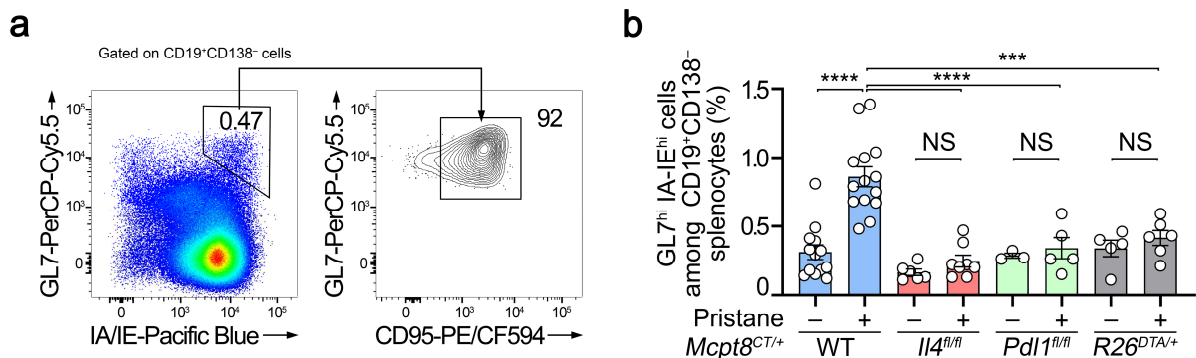 a
Gated on CD19⁺CD138⁻ cells
GL7-PerCP-Cy5.5
10⁵
10⁴
10³
0
0.47
0
10³
10⁴
10⁵
IA/IE-Pacific Blue
GL7-PerCP-Cy5.5
10⁵
10⁴
10³
0
92
0
10³
10⁴
10⁵
CD95-PE/CF594
b
GL7ʰⁱ IA-IEʰⁱ cells
among CD19⁺CD138⁻
splenocytes (%)
1.5
1.0
0.5
0
***
**** ****
NS NS NS
Pristane − + − + − + − +
Mcpt8ᶜᵀ/⁺ WT Il4ᶠˡ/ᶠˡ Pdl1ᶠˡ/ᶠˡ R26ᴰᵀᴬ/⁺